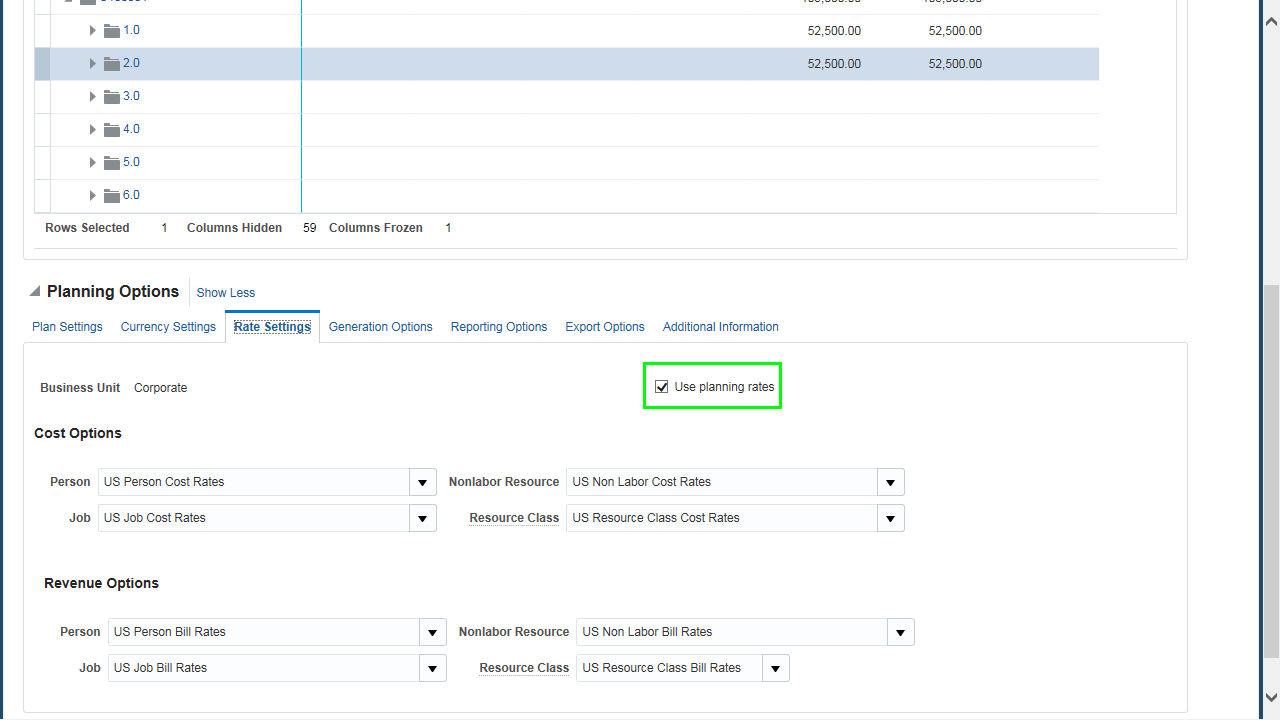 1.0 52,500.00 52,500.00
2.0 52,500.00 52,500.00
3.0
4.0
5.0
6.0
Rows Selected 1 Columns Hidden 59 Columns Frozen 1
Planning Options Show Less
Plan Settings Currency Settings Rate Settings Generation Options Reporting Options Export Options Additional Information
Business Unit Corporate Use planning rates
Cost Options
Person US Person Cost Rates Nonlabor Resource US Non Labor Cost Rates
Job US Job Cost Rates Resource Class US Resource Class Cost Rates
Revenue Options
Person US Person Bill Rates Nonlabor Resource US Non Labor Bill Rates
Job US Job Bill Rates Resource Class US Resource Class Bill Rates